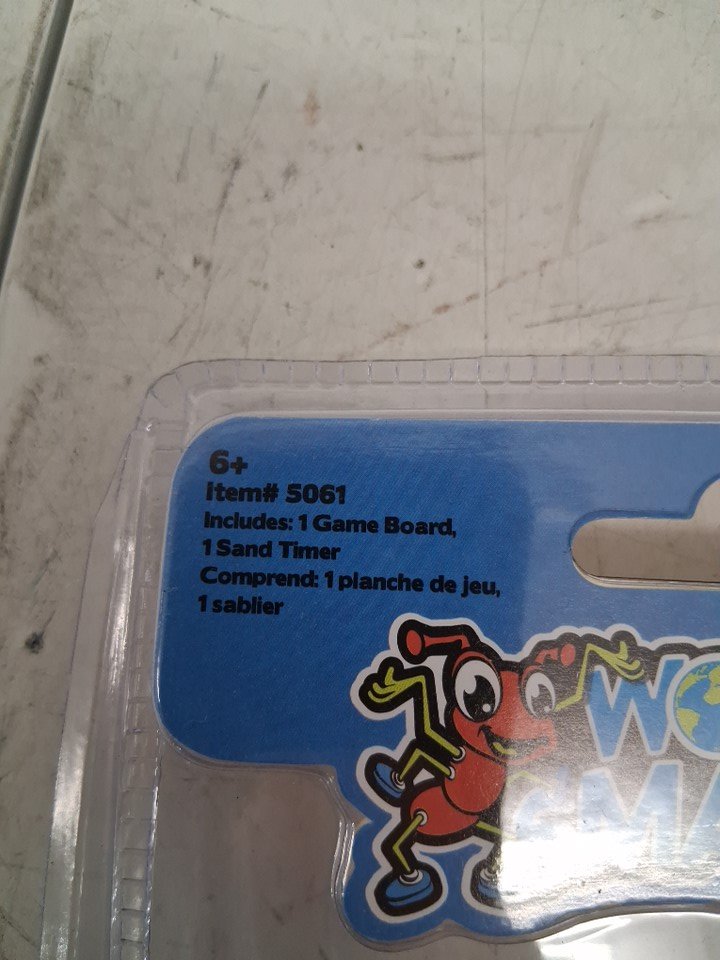 6+
Item# 5061
Includes: 1 Game Board,
1 Sand Timer
Comprend: 1 planche de jeu,
1 sablier